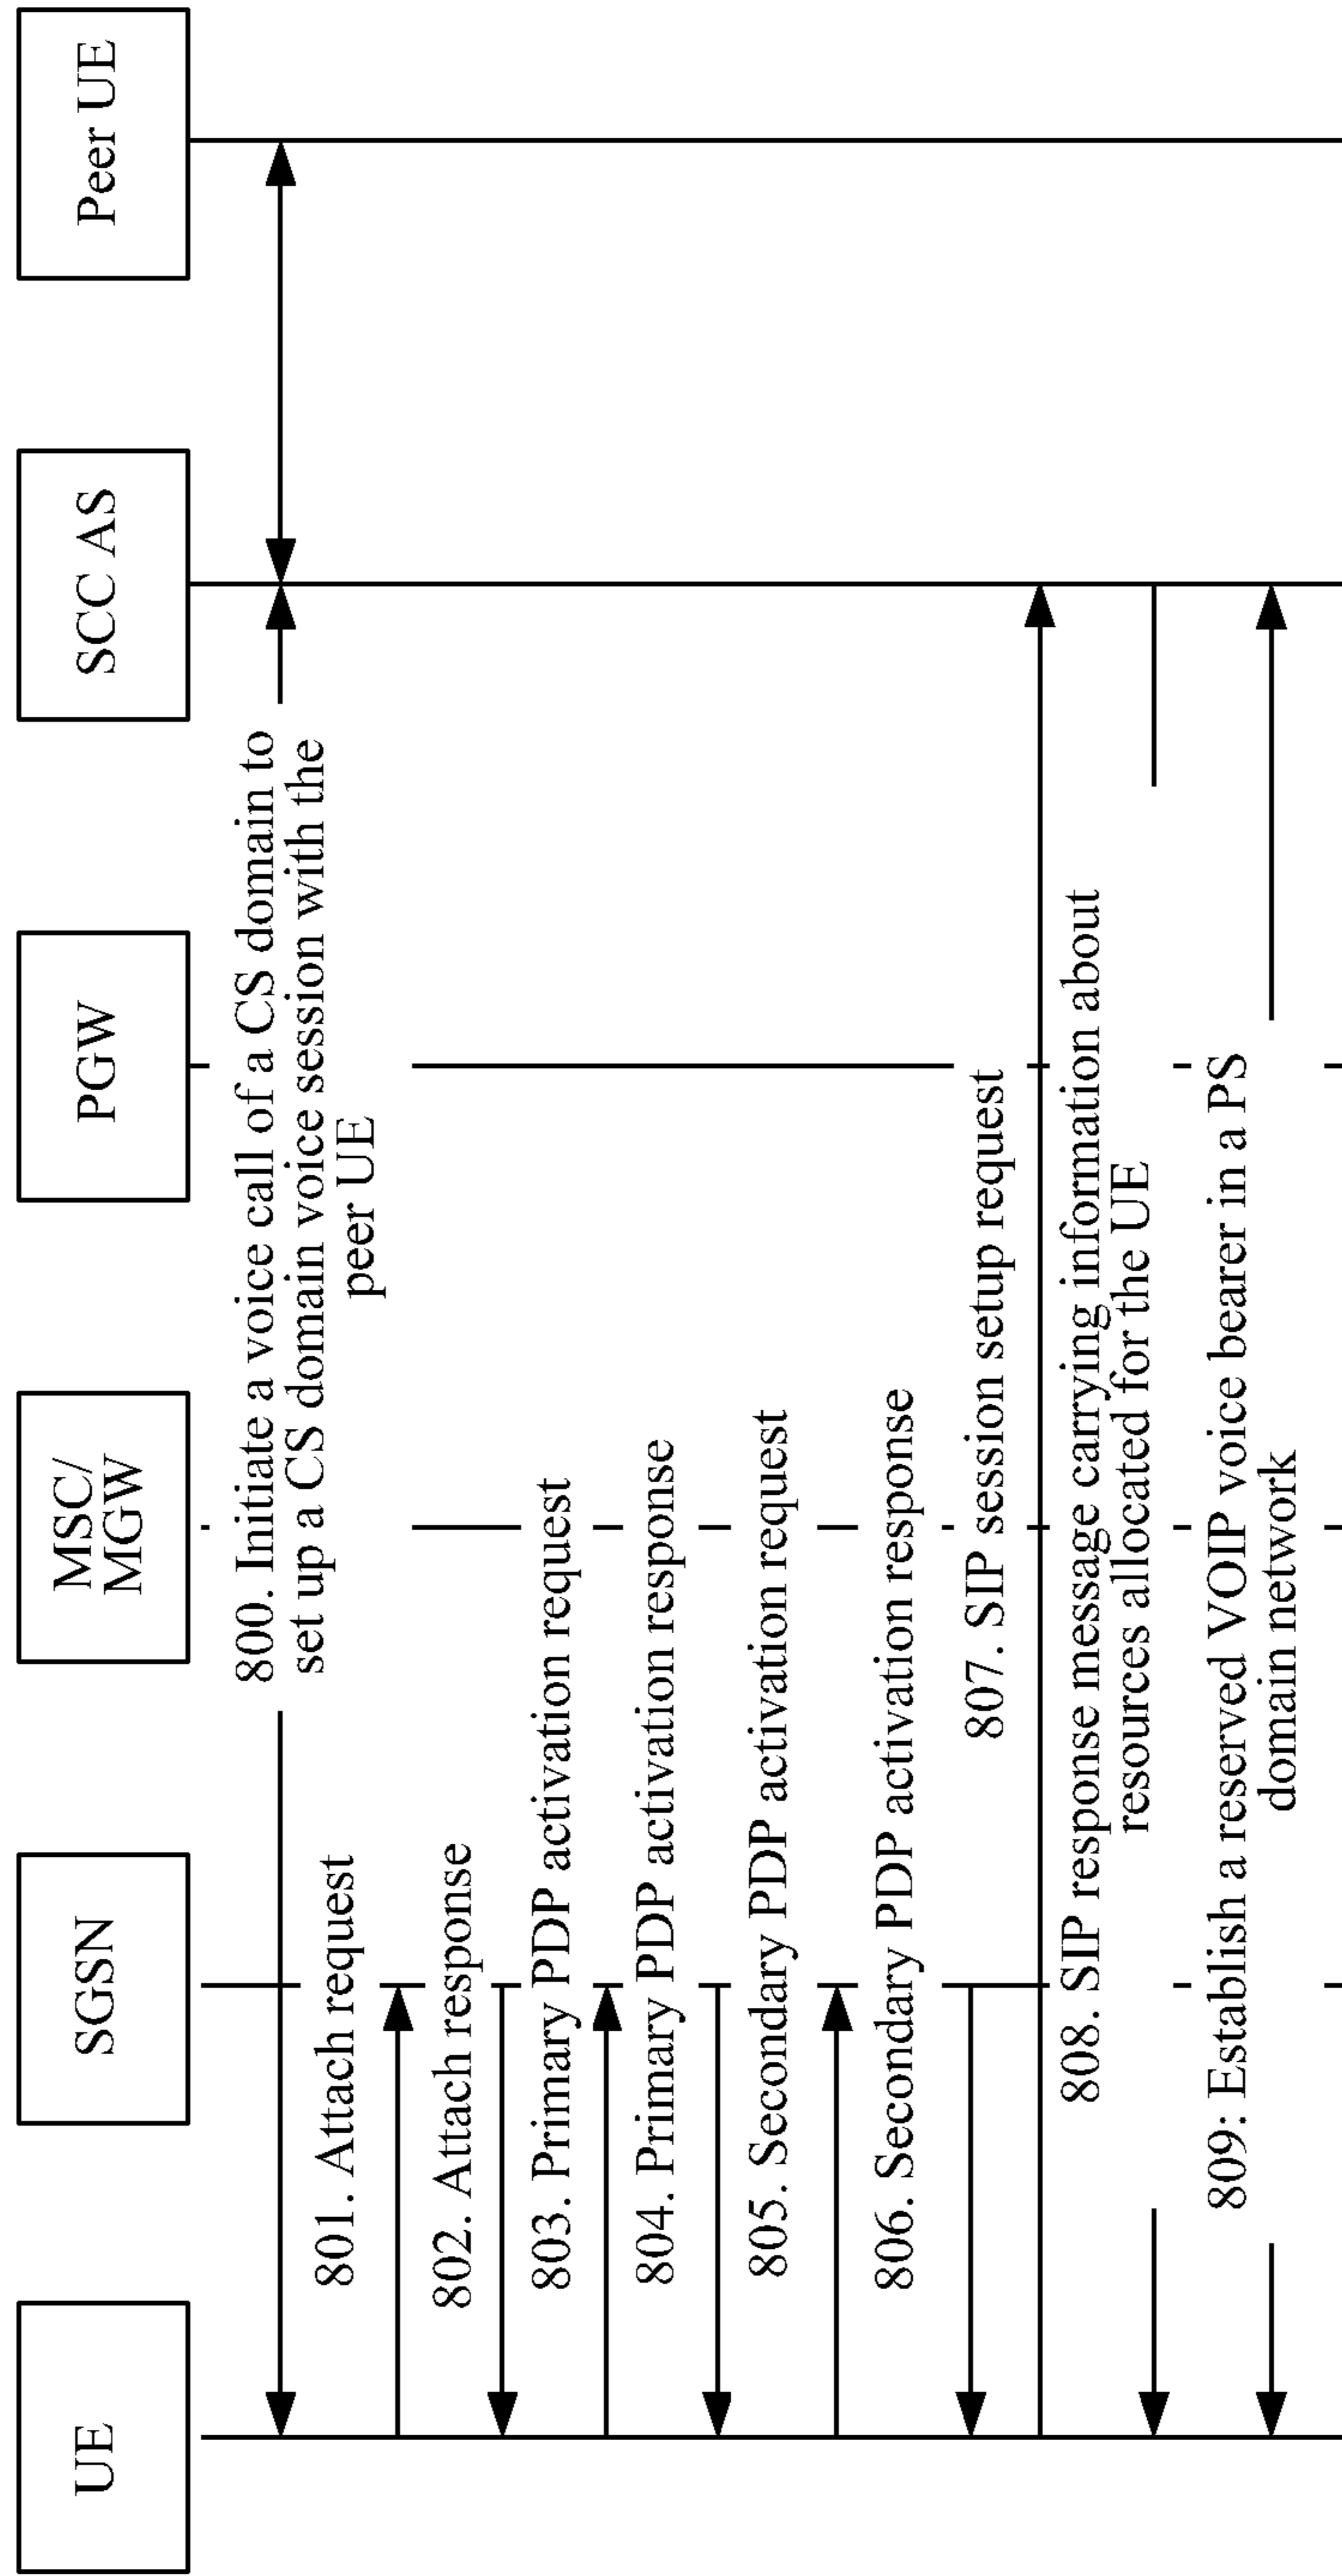 UE
SGSN
MSC/
MGW
PGW
SCC AS
Peer UE
800. Initiate a voice call of a CS domain to
set up a CS domain voice session with the
peer UE
801. Attach request
802. Attach response
803. Primary PDP activation request
804. Primary PDP activation response
805. Secondary PDP activation request
806. Secondary PDP activation response
807. SIP session setup request
808. SIP response message carrying information about
resources allocated for the UE
809: Establish a reserved VOIP voice bearer in a PS
domain network